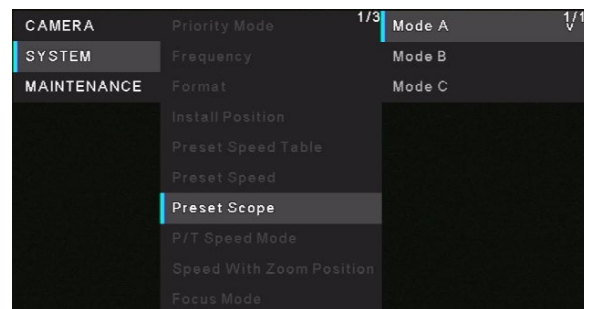 CAMERA
SYSTEM
MAINTENANCE
1/3
Priority Mode
Frequency
Format
Install Position
Preset Speed Table
Preset Speed
Preset Scope
P/T Speed Mode
Speed With Zoom Position
Focus Mode
1/1
Mode A
Mode B
Mode C